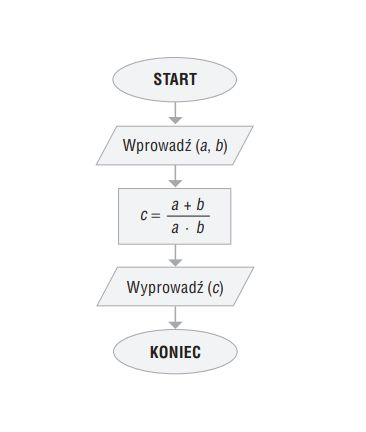 START
Wprowadź (a, b)
c = a + b / a · b
Wyprowadź (c)
KONIEC